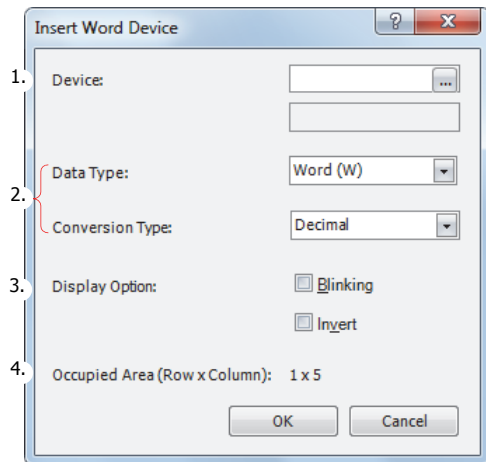 Insert Word Device
?
X
1. Device:
...
2.
Data Type: Word (W)
Conversion Type: Decimal
3. Display Option: Blinking
Invert
4. Occupied Area (Row x Column): 1 x 5
OK Cancel